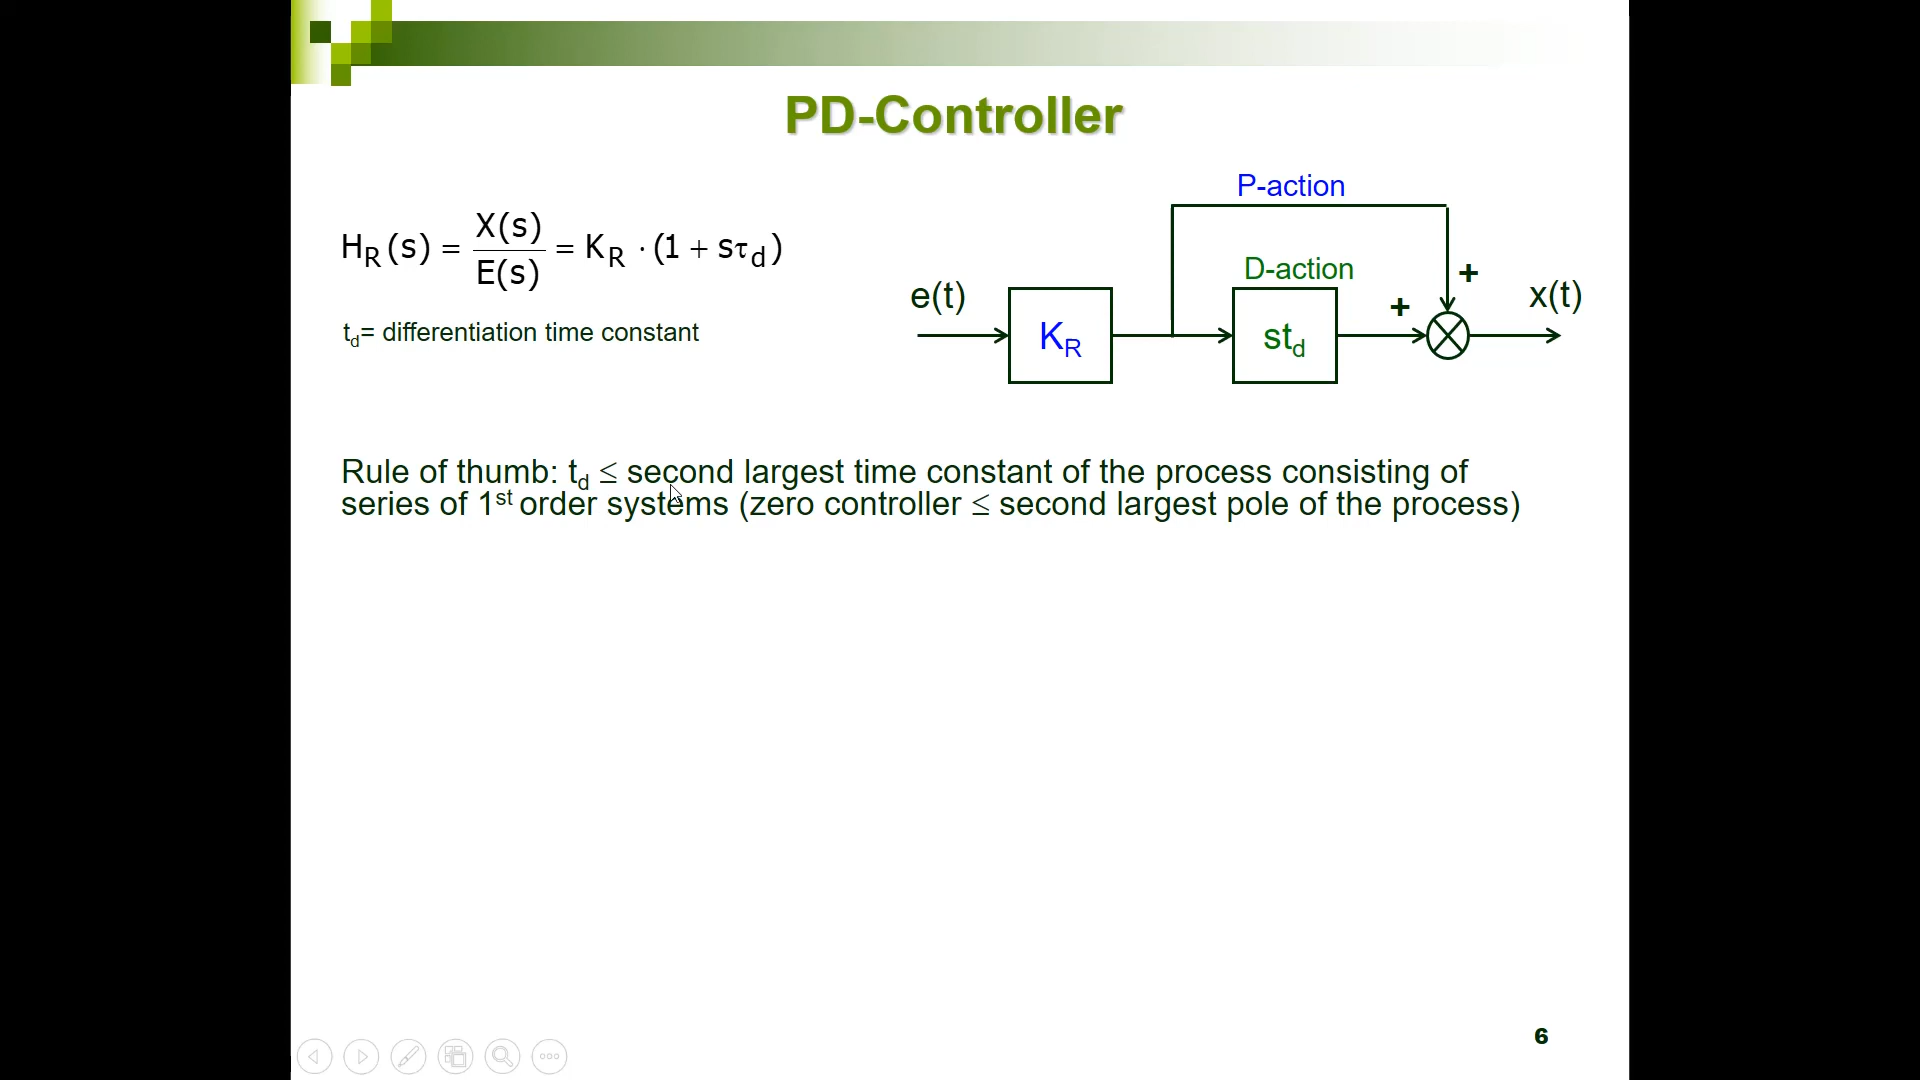 PD-Controller
H_R(s) = X(s)/E(s) = K_R · (1 + sτ_d)
t_d= differentiation time constant
P-action
D-action
e(t)
K_R
st_d
+
+
x(t)
Rule of thumb: t_d ≤ second largest time constant of the process consisting of
series of 1st order systems (zero controller ≤ second largest pole of the process)
6